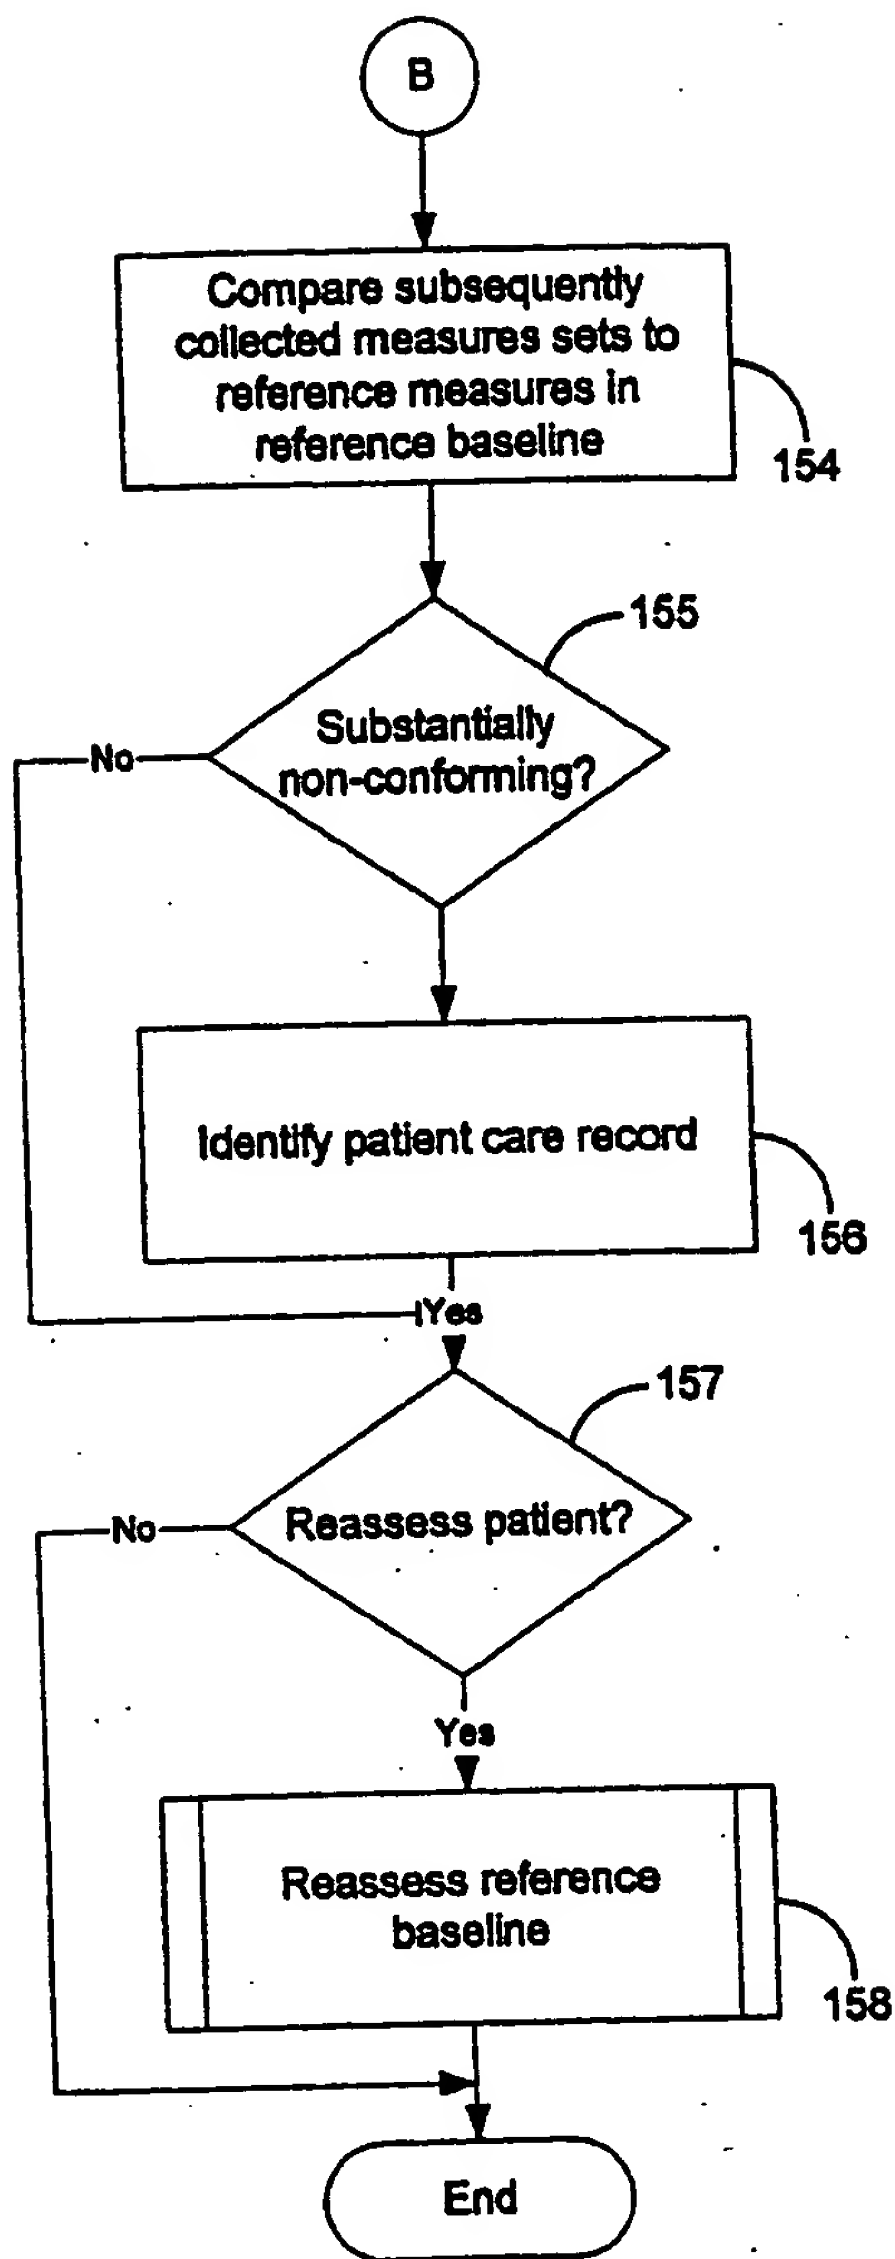 B
Compare subsequently
collected measures sets to
reference measures in
reference baseline
154
155
Substantially
non-conforming?
No
Identify patient care record
156
Yes
157
Reassess patient?
No
Yes
Reassess reference
baseline
158
End